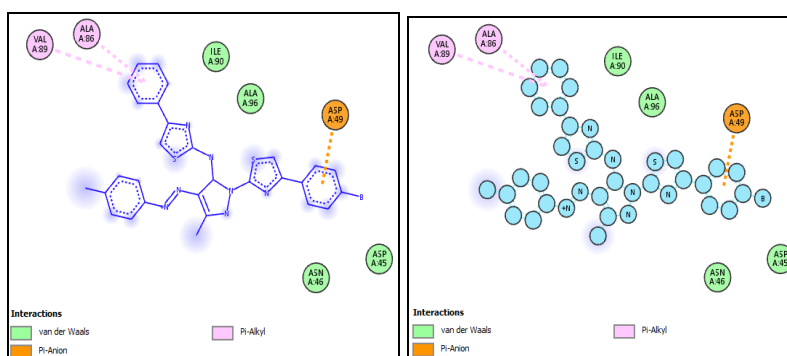 VAL
A:89
ALA
A:86
ILE
A:90
ALA
A:96
ASP
A:49
N
S
N
S
N
N
N
N
N
B
ASP
A:45
ASN
A:46
Interactions
van der Waals
Pi-Anion
Pi-Alkyl
VAL
A:89
ALA
A:86
ILE
A:90
ALA
A:96
ASP
A:49
N
S
N
S
N
N
+N
N
N
B
ASN
A:46
ASP
A:45
Interactions
van der Waals
Pi-Anion
Pi-Alkyl